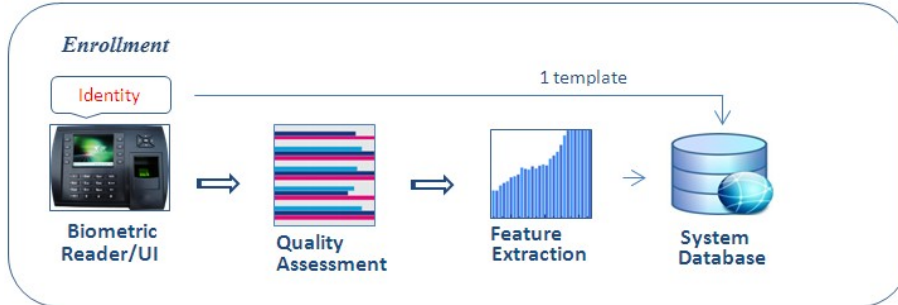 Enrollment
1 template
Identity
Biometric
Reader/UI
Quality
Assessment
Feature
Extraction
System
Database